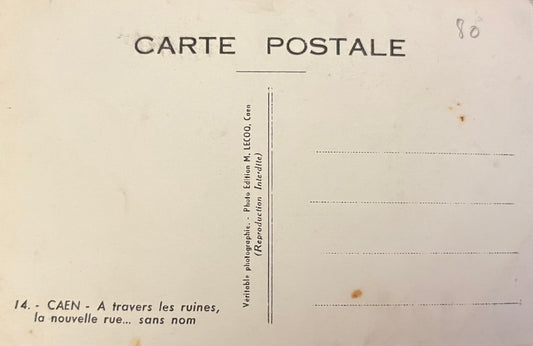 80
CARTE POSTALE
Véritable photographie. - Photo Edition M. LECOQ, Caen
(Reproduction Interdite)
14. - CAEN - A travers les ruines,
la nouvelle rue... sans nom